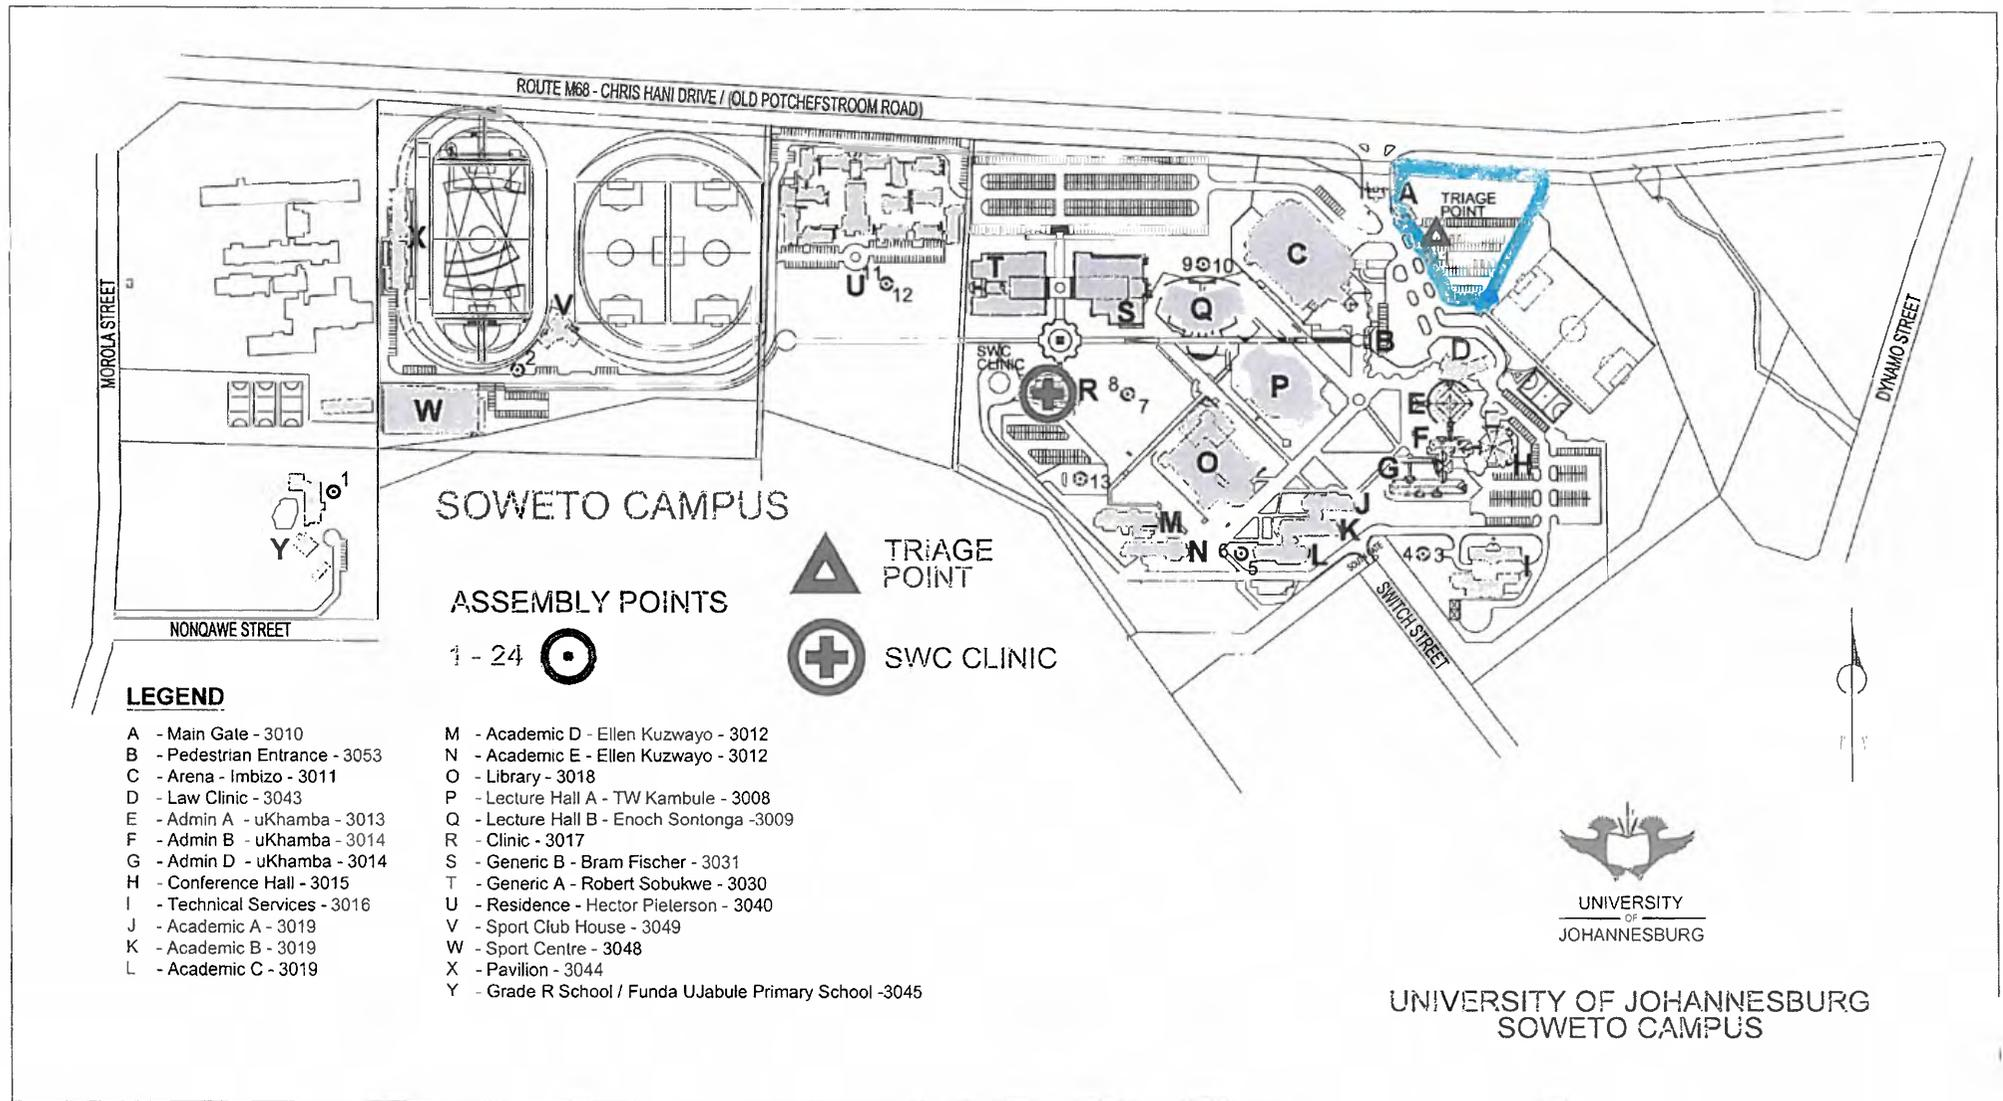 ROUTE M68 - CHRIS HANI DRIVE / (OLD POTCHEFSTROOM ROAD)
MOROLA STREET
DYNAMO STREET
NONQAWE STREET
SWITCH STREET
SOUTH GATE
A
TRIAGE
POINT
X
V
2
U
11
12
T
S
9
10
Q
C
B
D
SWC
CLINIC
R
8
7
P
E
F
G
H
O
13
M
N
J
K
L
6
5
4
3
I
W
1
Y
SOWETO CAMPUS
ASSEMBLY POINTS
1 - 24
TRIAGE
POINT
SWC CLINIC
LEGEND
A - Main Gate - 3010
B - Pedestrian Entrance - 3053
C - Arena - Imbizo - 3011
D - Law Clinic - 3043
E - Admin A - uKhamba - 3013
F - Admin B - uKhamba - 3014
G - Admin D - uKhamba - 3014
H - Conference Hall - 3015
I - Technical Services - 3016
J - Academic A - 3019
K - Academic B - 3019
L - Academic C - 3019
M - Academic D - Ellen Kuzwayo - 3012
N - Academic E - Ellen Kuzwayo - 3012
O - Library - 3018
P - Lecture Hall A - TW Kambule - 3008
Q - Lecture Hall B - Enoch Sontonga -3009
R - Clinic - 3017
S - Generic B - Bram Fischer - 3031
T - Generic A - Robert Sobukwe - 3030
U - Residence - Hector Pieterson - 3040
V - Sport Club House - 3049
W - Sport Centre - 3048
X - Pavilion - 3044
Y - Grade R School / Funda UJabule Primary School -3045
UNIVERSITY
OF
JOHANNESBURG
UNIVERSITY OF JOHANNESBURG
SOWETO CAMPUS